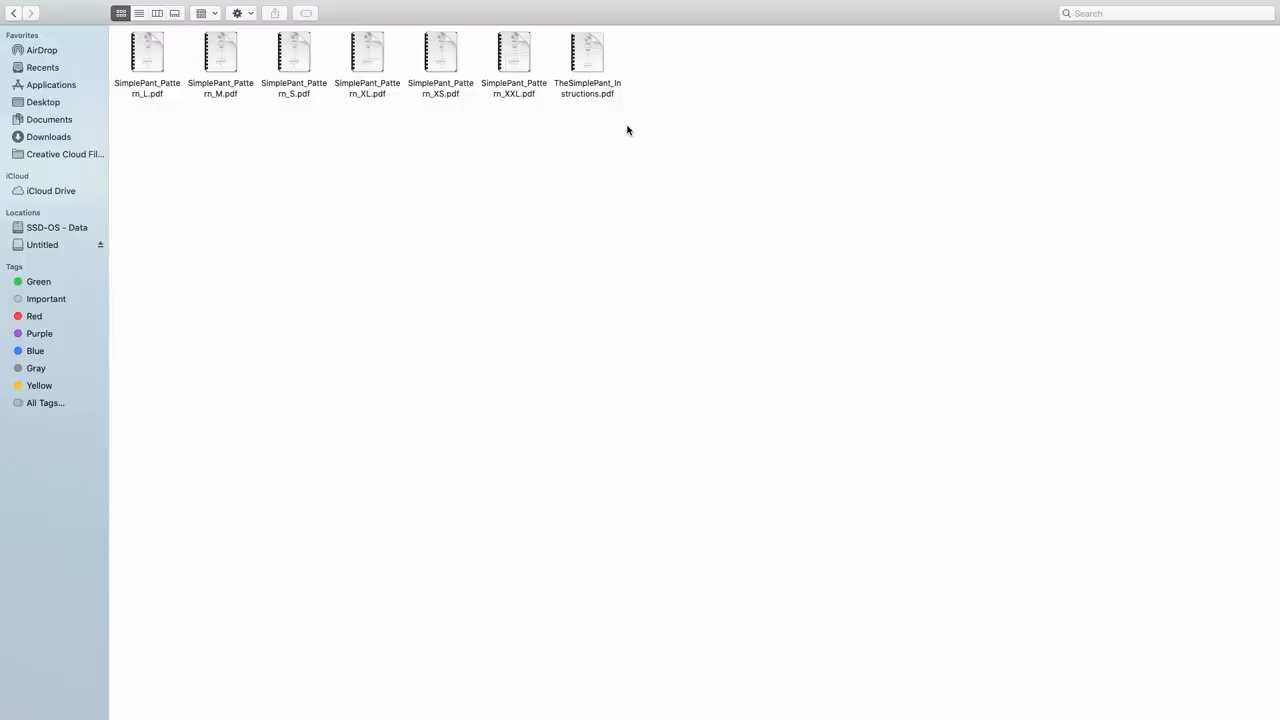 Search
Favorites
AirDrop
Recents
Applications
Desktop
Documents
Downloads
Creative Cloud Fil...
iCloud
iCloud Drive
Locations
SSD-OS - Data
Untitled
Tags
Green
Important
Red
Purple
Blue
Gray
Yellow
All Tags...
SimplePant_Patte
rn_L.pdf
SimplePant_Patte
rn_M.pdf
SimplePant_Patte
rn_S.pdf
SimplePant_Patte
rn_XL.pdf
SimplePant_Patte
rn_XS.pdf
SimplePant_Patte
rn_XXL.pdf
TheSimplePant_In
structions.pdf